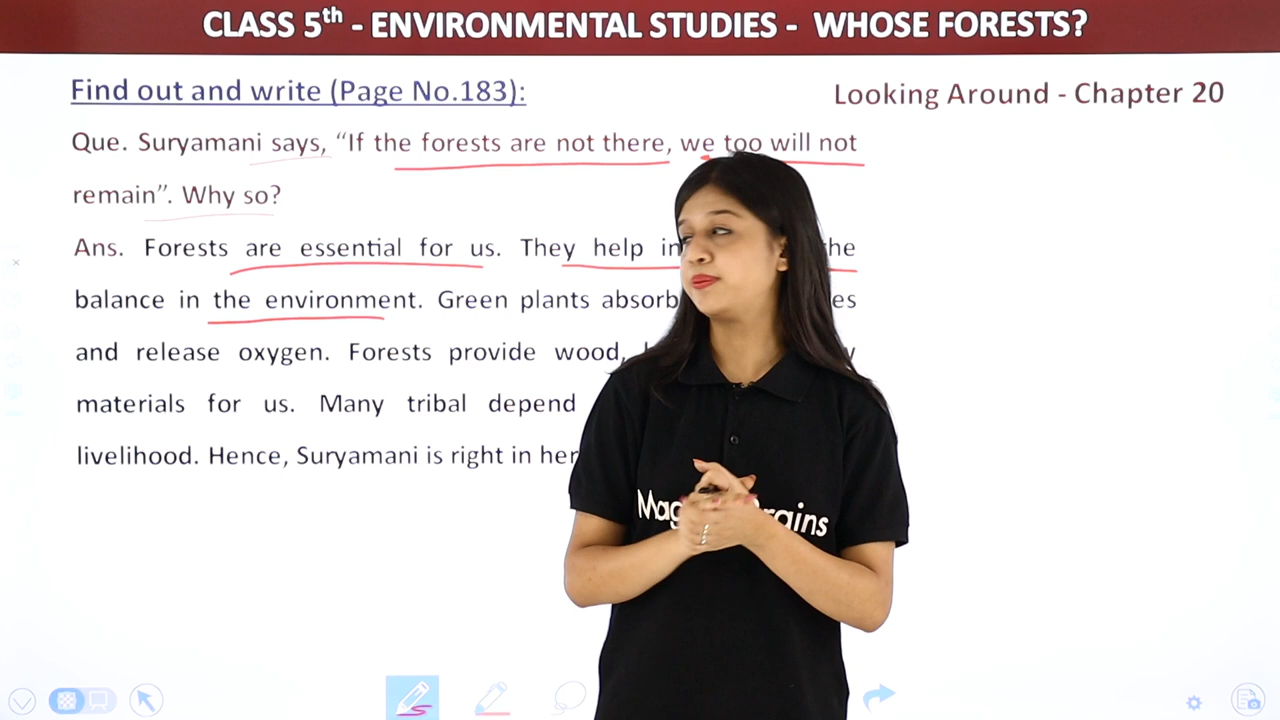 CLASS 5th - ENVIRONMENTAL STUDIES - WHOSE FORESTS?
Find out and write (Page No.183):
Looking Around - Chapter 20
Que. Suryamani says, “If the forests are not there, we too will not
remain”. Why so?
Ans. Forests are essential for us. They help in the
balance in the environment. Green plants absorb
and release oxygen. Forests provide wood,
materials for us. Many tribal depend
livelihood. Hence, Suryamani is right in her